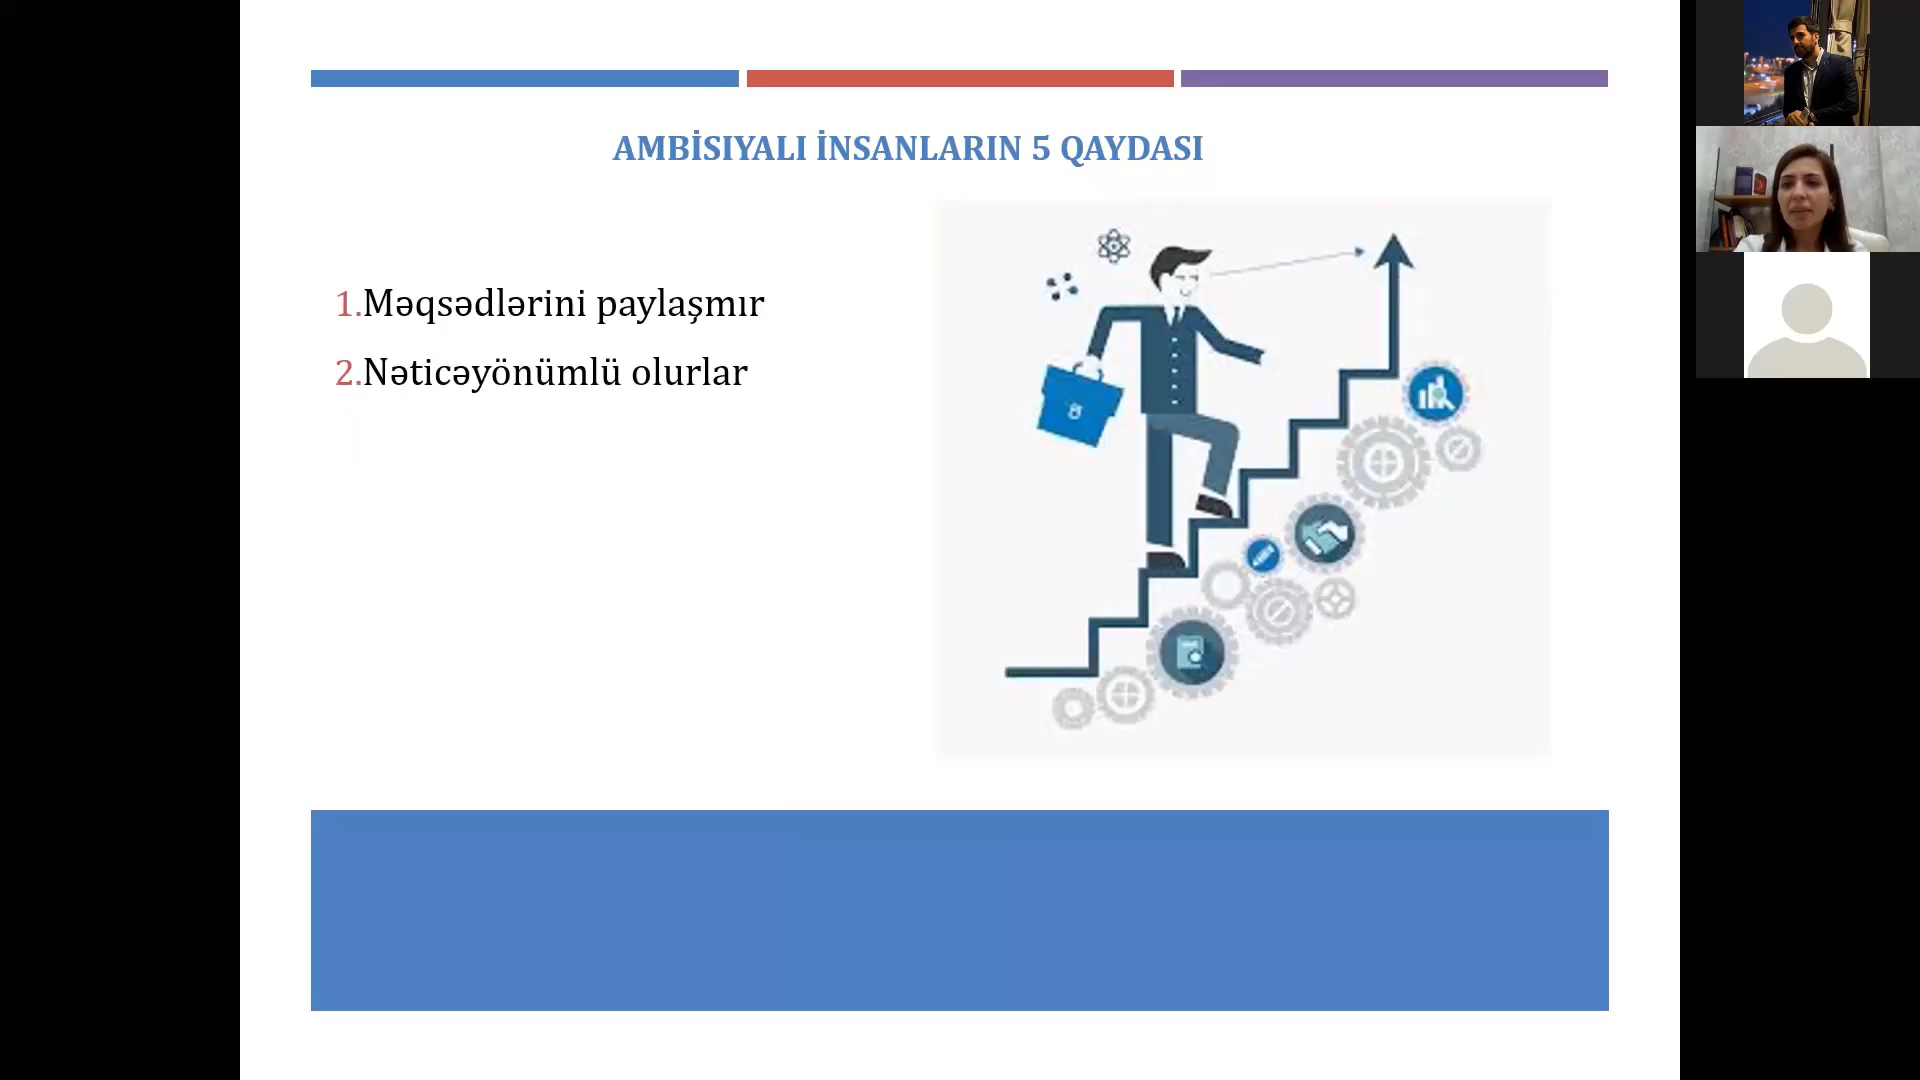 AMBİSIYALI İNSANLARIN 5 QAYDASI
1.Məqsədlərini paylaşmır
2.Nəticəyönümlü olurlar